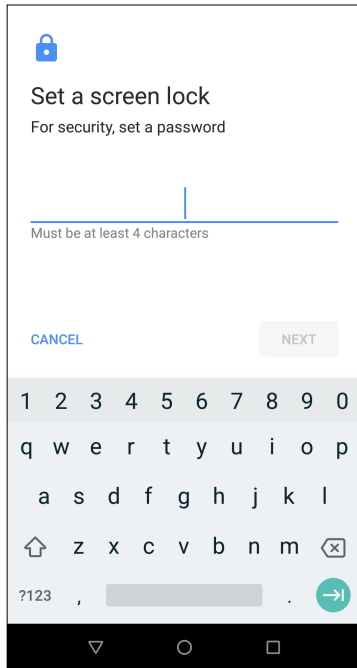 Set a screen lock
For security, set a password
Must be at least 4 characters
CANCEL NEXT
1 2 3 4 5 6 7 8 9 0
q w e r t y u i o p
a s d f g h j k l
z x c v b n m
?123 , .